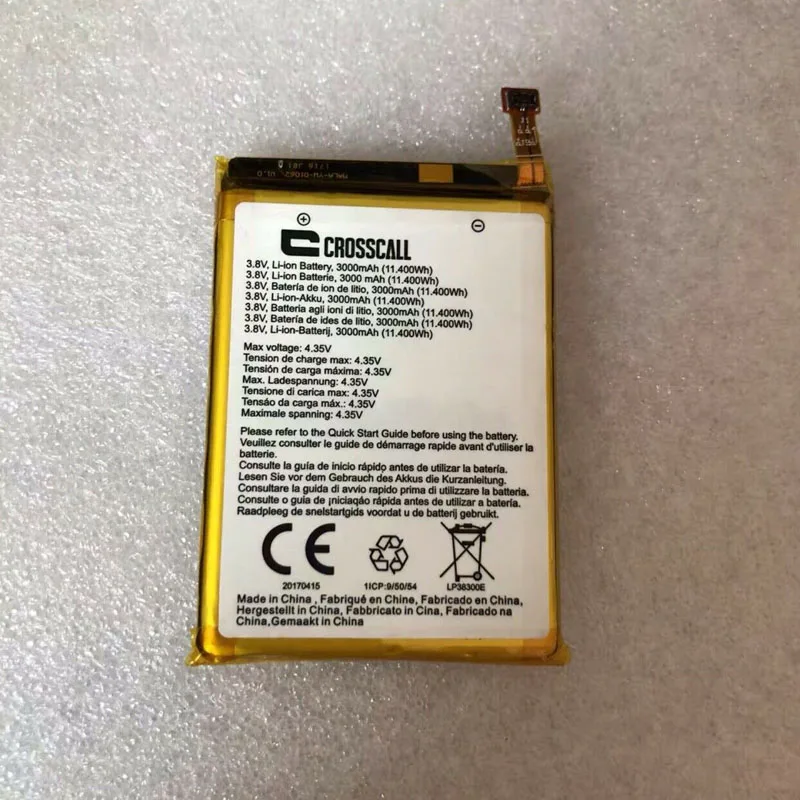 1716 J01
CROSSCALL
3.8V, Li-ion Battery, 3000mAh (11.400Wh)
3.8V, Li-ion Batterie, 3000 mAh (11.400Wh)
3.8V, Batería de ion de litio, 3000mAh (11.400Wh)
3.8V, Li-ion-Akku, 3000mAh (11.400Wh)
3.8V, Batteria agli ioni di litio, 3000mAh (11.400Wh)
3.8V, Batería de ides de litio, 3000mAh (11.400Wh)
3.8V, Li-ion-Batterij, 3000mAh (11.400Wh)
Max voltage: 4.35V
Tension de charge max: 4.35V
Tensión de carga máxima: 4.35V
Max. Ladespannung: 4.35V
Tensione di carica max: 4.35V
Tensáo da carga máx.: 4.35V
Maximale spanning: 4.35V
Please refer to the Quick Start Guide before using the battery.
Veuillez consulter le guide de démarrage rapide avant d'utiliser la
batterie.
Consulte la guía de inicio rápido antes de utilizar la batería.
Lesen Sie vor dem Gebrauch des Akkus die Kurzanleitung.
Consultare la guida di avvio rapido prima di utilizzare la batteria.
Consulte o guia de ¡niciaqáo rápida antes de utilizar a batería.
Raadpleeg de snelstartgids voordat u de batterij gebruikt.
CE
20170415 1ICP:9/50/54 LP38300E
Made in China , Fabriqué en Chine, Fabricado en China,
Hergestellt in China, Fabbricato in Cina, Fabricado na
China,Gemaakt in China